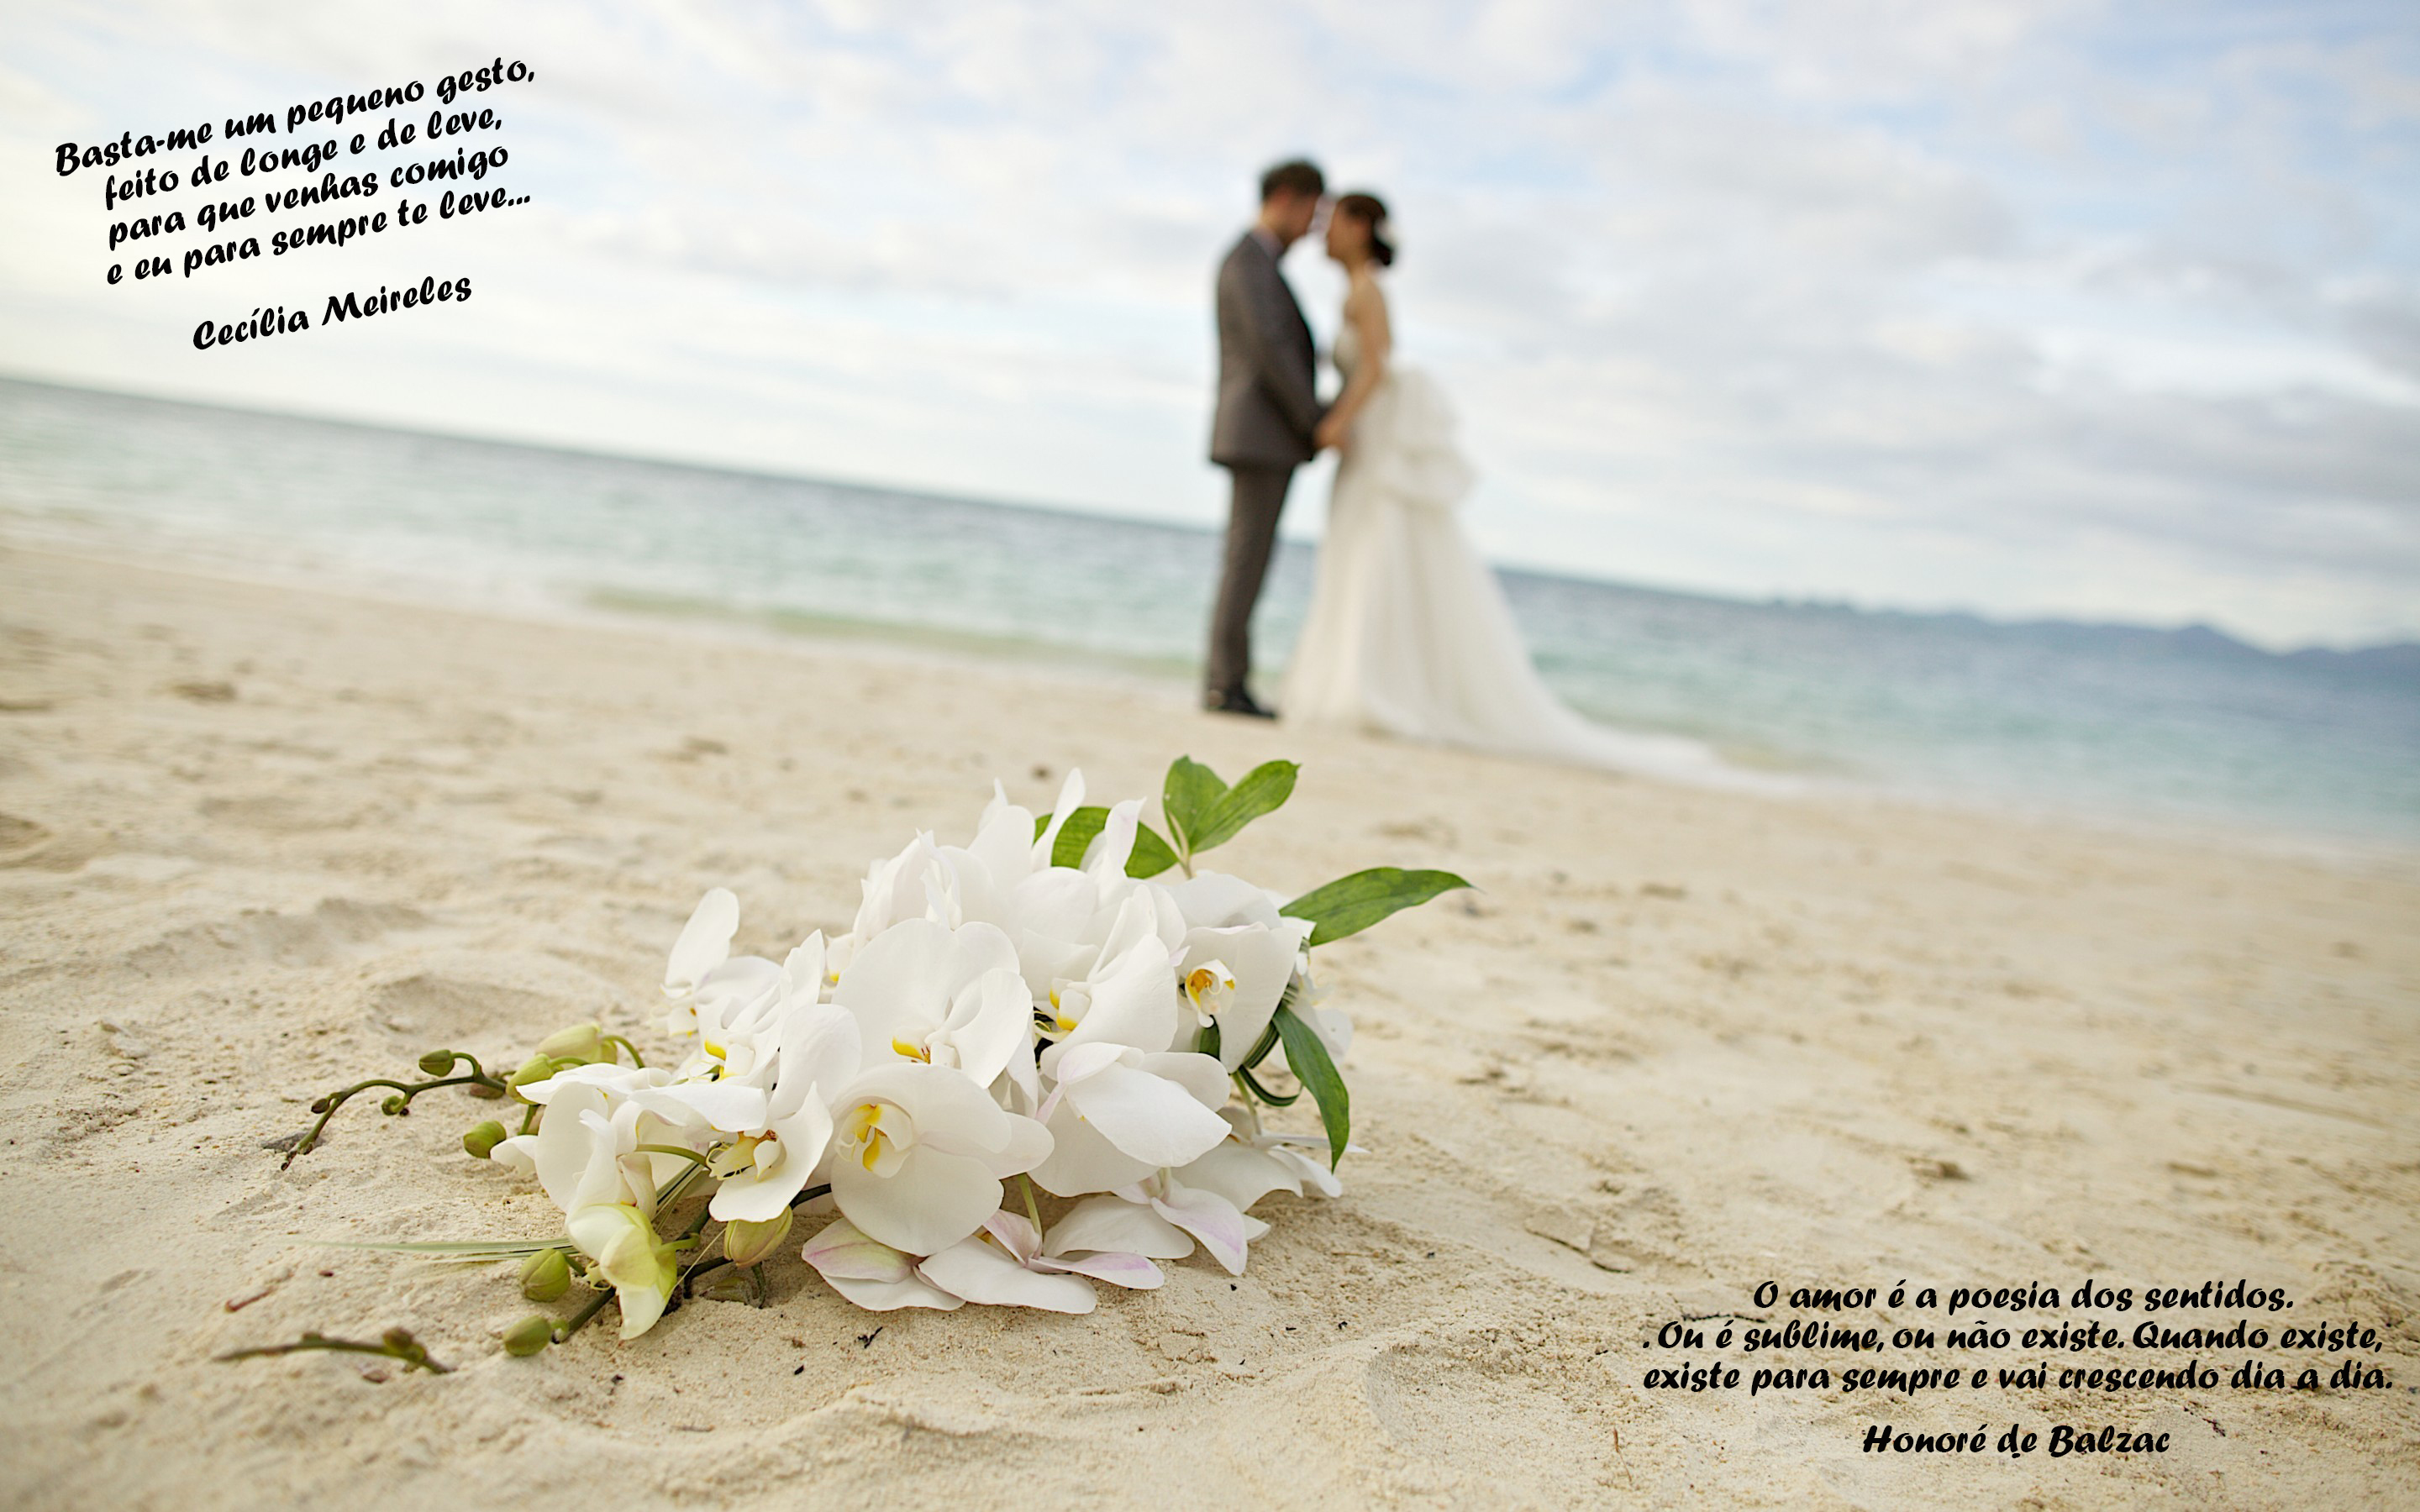 Basta-me um pequeno gesto,
feito de longe e de leve,
para que venhas comigo
e eu para sempre te leve...
Cecília Meireles
O amor é a poesia dos sentidos.
. Ou é sublime, ou não existe. Quando existe,
existe para sempre e vai crescendo dia a dia.
Honoré de Balzac